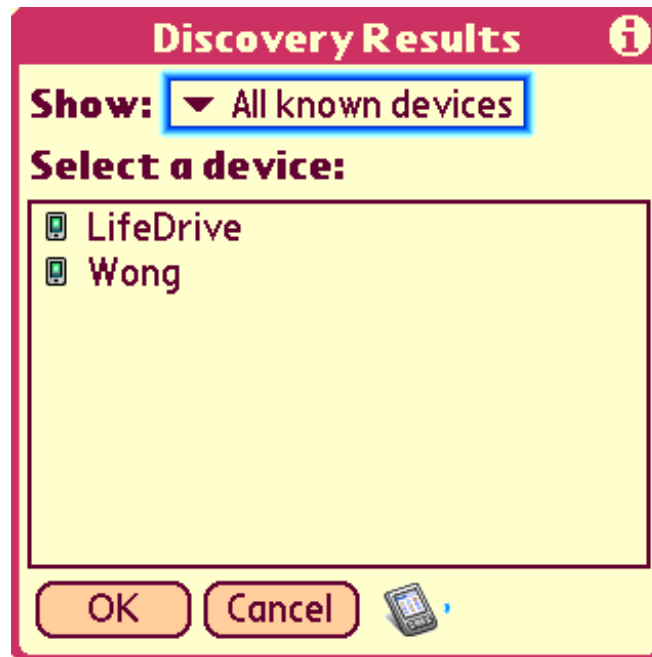 Discovery Results
Show: All known devices
Select a device:
LifeDrive
Wong
OK Cancel